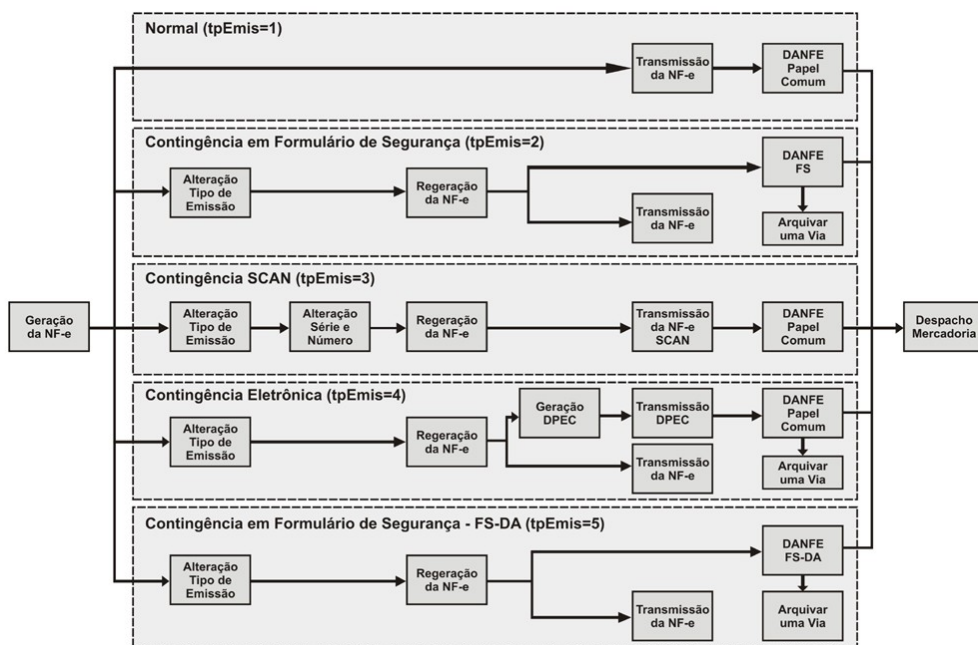 Normal (tpEmis=1)
Transmissão
da NF-e
DANFE
Papel
Comum
Contingência em Formulário de Segurança (tpEmis=2)
Alteração
Tipo de
Emissão
Regeração
da NF-e
DANFE
FS
Transmissão
da NF-e
Arquivar
uma Via
Contingência SCAN (tpEmis=3)
Geração
da NF-e
Alteração
Tipo de
Emissão
Alteração
Série e
Número
Regeração
da NF-e
Transmissão
da NF-e
SCAN
DANFE
Papel
Comum
Despacho
Mercadoria
Contingência Eletrônica (tpEmis=4)
Alteração
Tipo de
Emissão
Regeração
da NF-e
Geração
DPEC
Transmissão
DPEC
DANFE
Papel
Comum
Transmissão
da NF-e
Arquivar
uma Via
Contingência em Formulário de Segurança - FS-DA (tpEmis=5)
Alteração
Tipo de
Emissão
Regeração
da NF-e
DANFE
FS-DA
Transmissão
da NF-e
Arquivar
uma Via